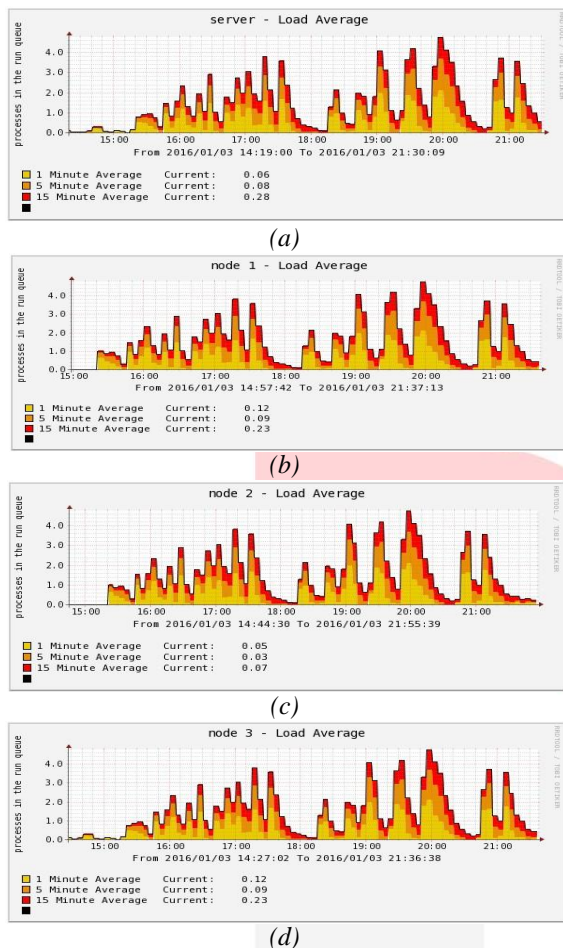 server - Load Average
processes in the run queue
4.0
3.0
2.0
1.0
0.0
15:00 16:00 17:00 18:00 19:00 20:00 21:00
From 2016/01/03 14:19:00 To 2016/01/03 21:30:09
1 Minute Average Current: 0.06
5 Minute Average Current: 0.08
15 Minute Average Current: 0.28
RRDTOOL / TOBI OETIKER
(a)
node 1 - Load Average
processes in the run queue
4.0
3.0
2.0
1.0
0.0
15:00 16:00 17:00 18:00 19:00 20:00 21:00
From 2016/01/03 14:57:42 To 2016/01/03 21:37:13
1 Minute Average Current: 0.12
5 Minute Average Current: 0.09
15 Minute Average Current: 0.23
RRDTOOL / TOBI OETIKER
(b)
node 2 - Load Average
processes in the run queue
4.0
3.0
2.0
1.0
0.0
15:00 16:00 17:00 18:00 19:00 20:00 21:00
From 2016/01/03 14:44:30 To 2016/01/03 21:55:39
1 Minute Average Current: 0.05
5 Minute Average Current: 0.03
15 Minute Average Current: 0.07
RRDTOOL / TOBI OETIKER
(c)
node 3 - Load Average
processes in the run queue
4.0
3.0
2.0
1.0
0.0
15:00 16:00 17:00 18:00 19:00 20:00 21:00
From 2016/01/03 14:27:02 To 2016/01/03 21:36:38
1 Minute Average Current: 0.12
5 Minute Average Current: 0.09
15 Minute Average Current: 0.23
RRDTOOL / TOBI OETIKER
(d)